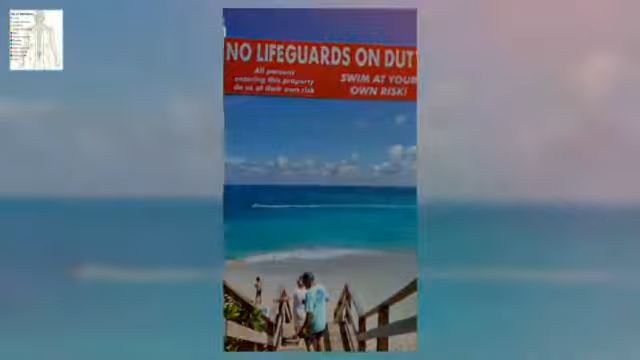 NO LIFEGUARDS ON DUT
All persons
entering this property
do so at their own risk
SWIM AT YOUR
OWN RISK!